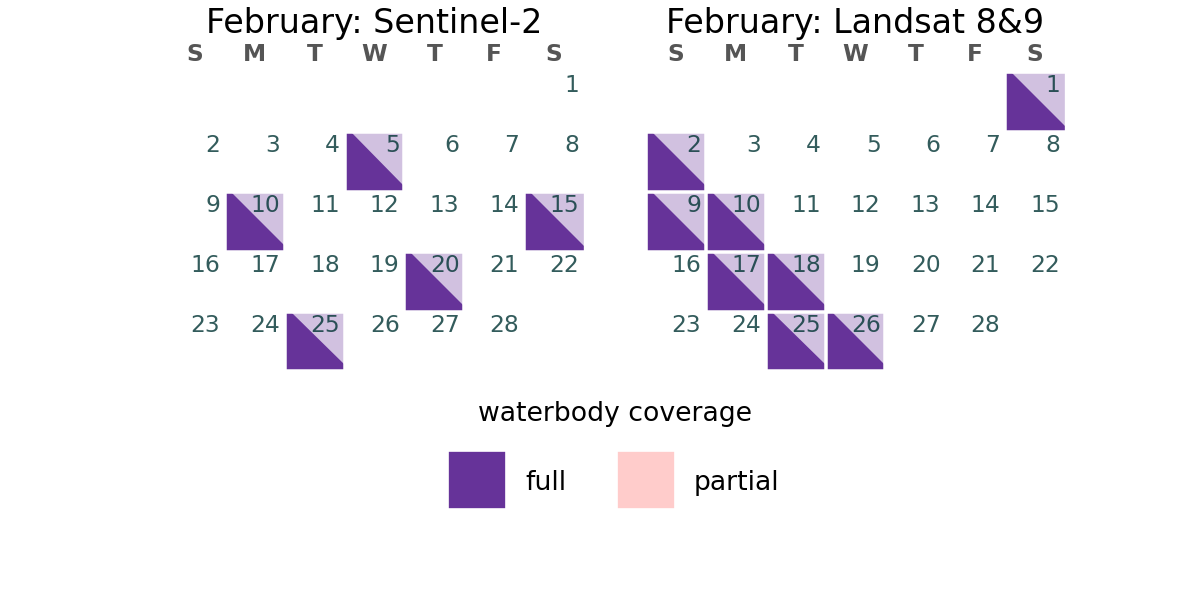 February: Sentinel-2
S M T W T F S
1
2 3 4 5 6 7 8
9 10 11 12 13 14 15
16 17 18 19 20 21 22
23 24 25 26 27 28
February: Landsat 8&9
S M T W T F S
1
2 3 4 5 6 7 8
9 10 11 12 13 14 15
16 17 18 19 20 21 22
23 24 25 26 27 28
waterbody coverage
full partial